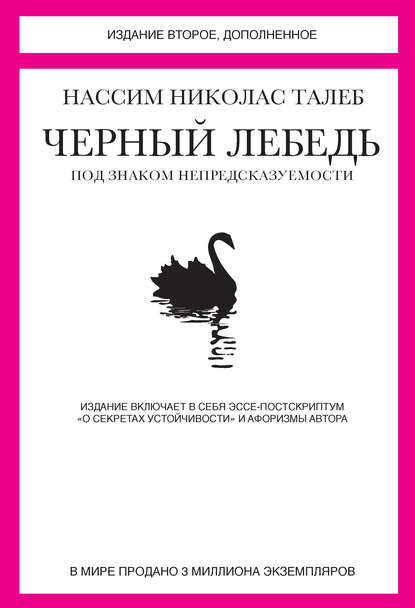 ИЗДАНИЕ ВТОРОЕ, ДОПОЛНЕННОЕ
НАССИМ НИКОЛАС ТАЛЕБ
ЧЕРНЫЙ ЛЕБЕДЬ
ПОД ЗНАКОМ НЕПРЕДСКАЗУЕМОСТИ
ИЗДАНИЕ ВКЛЮЧАЕТ В СЕБЯ ЭССЕ-ПОСТСКРИПТУМ
«О СЕКРЕТАХ УСТОЙЧИВОСТИ» И АФОРИЗМЫ АВТОРА
В МИРЕ ПРОДАНО 3 МИЛЛИОНА ЭКЗЕМПЛЯРОВ